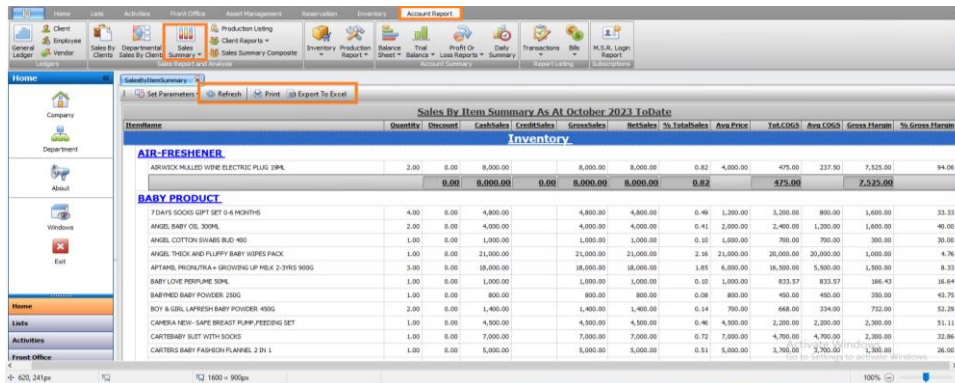 Home Lists Activities Front Office Asset Management Reservation Inventory Account Report
General Ledger
Client
Employee
Vendor
Ledgers
Sales By Clients
Departmental Sales By Clients
Sales Summary
Production Listing
Client Reports
Sales Summary Composite
Sales Report and Analysis
Inventory
Production Report
Balance Sheet
Trial Balance
Profit Or Loss Reports
Daily Summary
Account Summary
Transactions
Bills
Report Listing
M.S.R. Login Report
Subscriptions
Home
Company
Department
About
Windows
Exit
Home
Lists
Activities
Front Office
SalesByItemSummary
Set Parameters Refresh Print Export To Excel
Sales By Item Summary As At October 2023 ToDate
ItemName Quantity Discount CashSales CreditSales GrossSales NetSales % TotalSales Avg Price Tot.COGS Avg COGS Gross Margin % Gross Margin
Inventory
AIR-FRESHENER
AIRWICK MULLED WINE ELECTRIC PLUG 19ML 2.00 0.00 8,000.00 8,000.00 8,000.00 0.82 4,000.00 475.00 237.50 7,525.00 94.06
0.00 8,000.00 0.00 8,000.00 8,000.00 0.82 475.00 7,525.00
BABY PRODUCT
7 DAYS SOCKS GIFT SET 0-6 MONTHS 4.00 0.00 4,800.00 4,800.00 4,800.00 0.49 1,200.00 3,200.00 800.00 1,600.00 33.33
ANGEL BABY OIL 300ML 2.00 0.00 4,000.00 4,000.00 4,000.00 0.41 2,000.00 2,400.00 1,200.00 1,600.00 40.00
ANGEL COTTON SWABS BUD 400 1.00 0.00 1,000.00 1,000.00 1,000.00 0.10 1,000.00 700.00 700.00 300.00 30.00
ANGEL THICK AND FLUFFY BABY WIPES PACK 1.00 0.00 21,000.00 21,000.00 21,000.00 2.16 21,000.00 20,000.00 20,000.00 1,000.00 4.76
APTAMIL PRONUTRA+ GROWING UP MILK 2-3YRS 900G 3.00 0.00 18,000.00 18,000.00 18,000.00 1.85 6,000.00 16,500.00 5,500.00 1,500.00 8.33
BABY LOVE PERFUME 50ML 1.00 0.00 1,000.00 1,000.00 1,000.00 0.10 1,000.00 833.57 833.57 166.43 16.64
BABYMED BABY POWDER 250G 1.00 0.00 800.00 800.00 800.00 0.08 800.00 450.00 450.00 350.00 43.75
BOY & GIRL LAFRESH BABY POWDER 450G 2.00 0.00 1,400.00 1,400.00 1,400.00 0.14 700.00 668.00 334.00 732.00 52.29
CAMERA NEW- SAFE BREAST PUMP,FEEDING SET 1.00 0.00 4,500.00 4,500.00 4,500.00 0.46 4,500.00 2,200.00 2,200.00 2,300.00 51.11
CARTEBABY SUIT WITH SOCKS 1.00 0.00 7,000.00 7,000.00 7,000.00 0.72 7,000.00 4,700.00 4,700.00 2,300.00 32.86
CARTERS BABY FASHION FLANNEL 2 IN 1 1.00 0.00 5,000.00 5,000.00 5,000.00 0.51 5,000.00 3,700.00 3,700.00 1,300.00 26.00
Activate Windows
Go to Settings to activate Windows.
620, 241px 1600 × 900px 100%